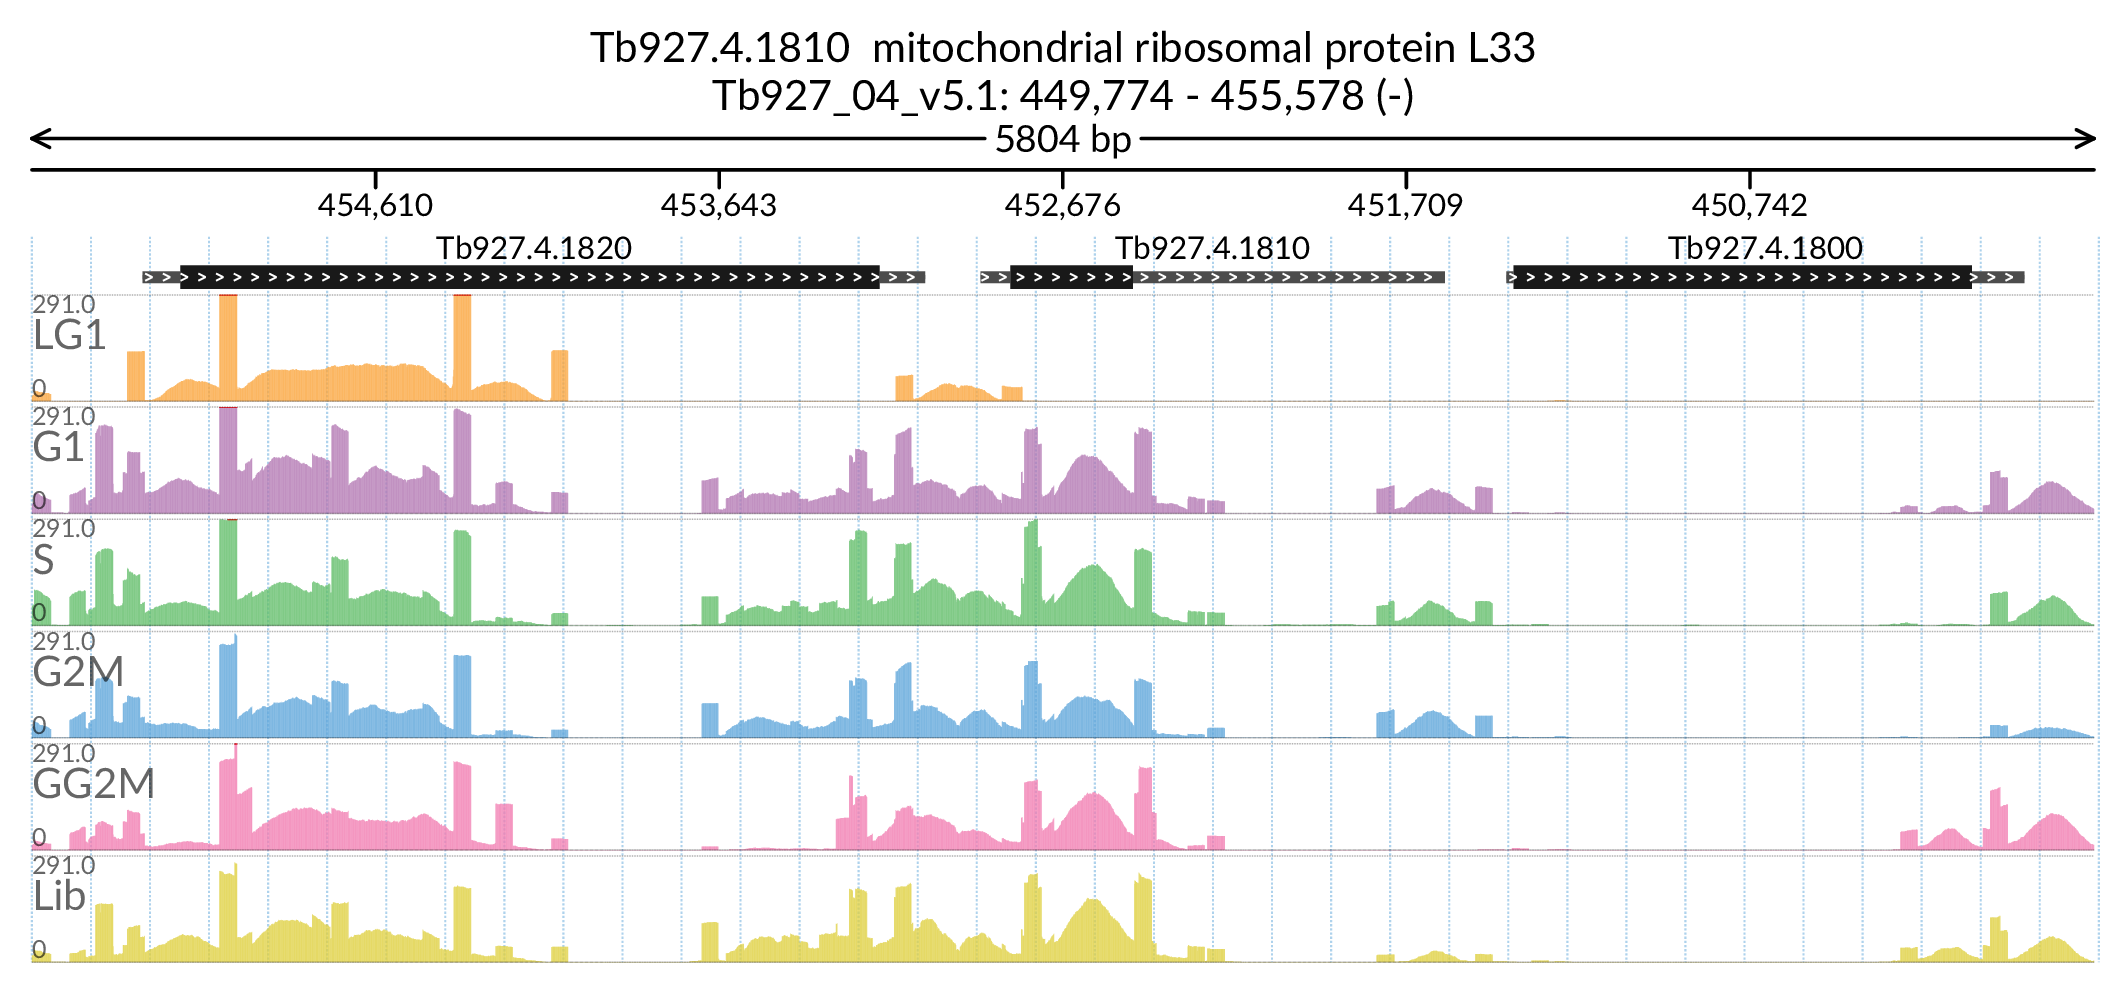 Tb927.4.1810  mitochondrial ribosomal protein L33
Tb927_04_v5.1: 449,774 - 455,578 (-)
5804 bp
454,610 453,643 452,676 451,709 450,742
Tb927.4.1820 Tb927.4.1810 Tb927.4.1800
291.0
LG1
0
291.0
G1
0
291.0
S
0
291.0
G2M
0
291.0
GG2M
0
291.0
Lib
0